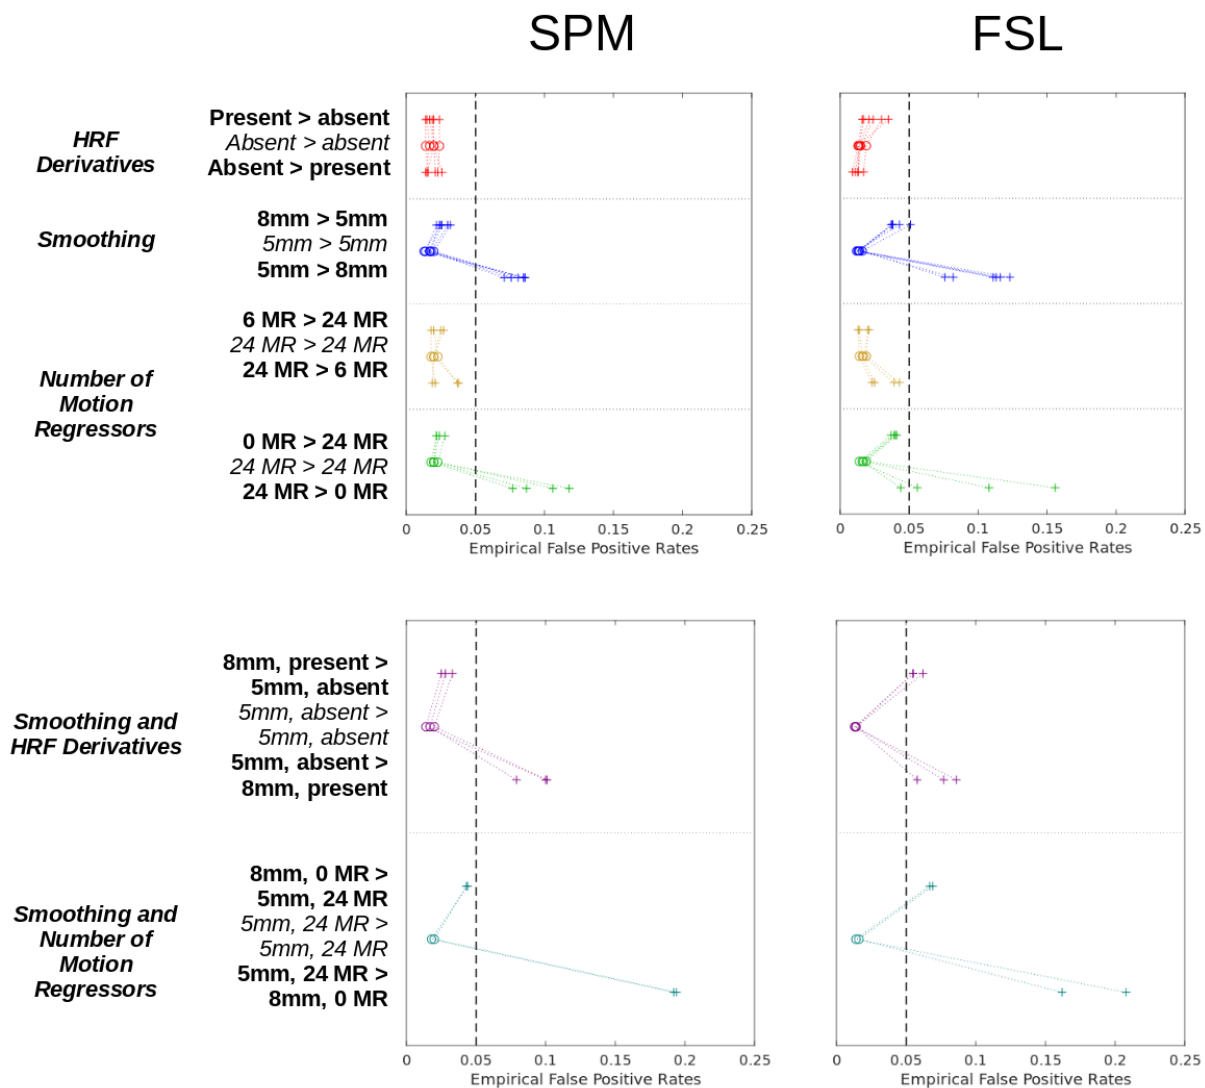 SPM
FSL
HRF
Derivatives
Present > absent
Absent > absent
Absent > present
Smoothing
8mm > 5mm
5mm > 5mm
5mm > 8mm
Number of
Motion
Regressors
6 MR > 24 MR
24 MR > 24 MR
24 MR > 6 MR
0 MR > 24 MR
24 MR > 24 MR
24 MR > 0 MR
0 0.05 0.1 0.15 0.2 0.25
Empirical False Positive Rates
0 0.05 0.1 0.15 0.2 0.25
Empirical False Positive Rates
Smoothing and
HRF Derivatives
8mm, present >
5mm, absent
5mm, absent >
5mm, absent
5mm, absent >
8mm, present
Smoothing and
Number of
Motion
Regressors
8mm, 0 MR >
5mm, 24 MR
5mm, 24 MR >
5mm, 24 MR
5mm, 24 MR >
8mm, 0 MR
0 0.05 0.1 0.15 0.2 0.25
Empirical False Positive Rates
0 0.05 0.1 0.15 0.2 0.25
Empirical False Positive Rates